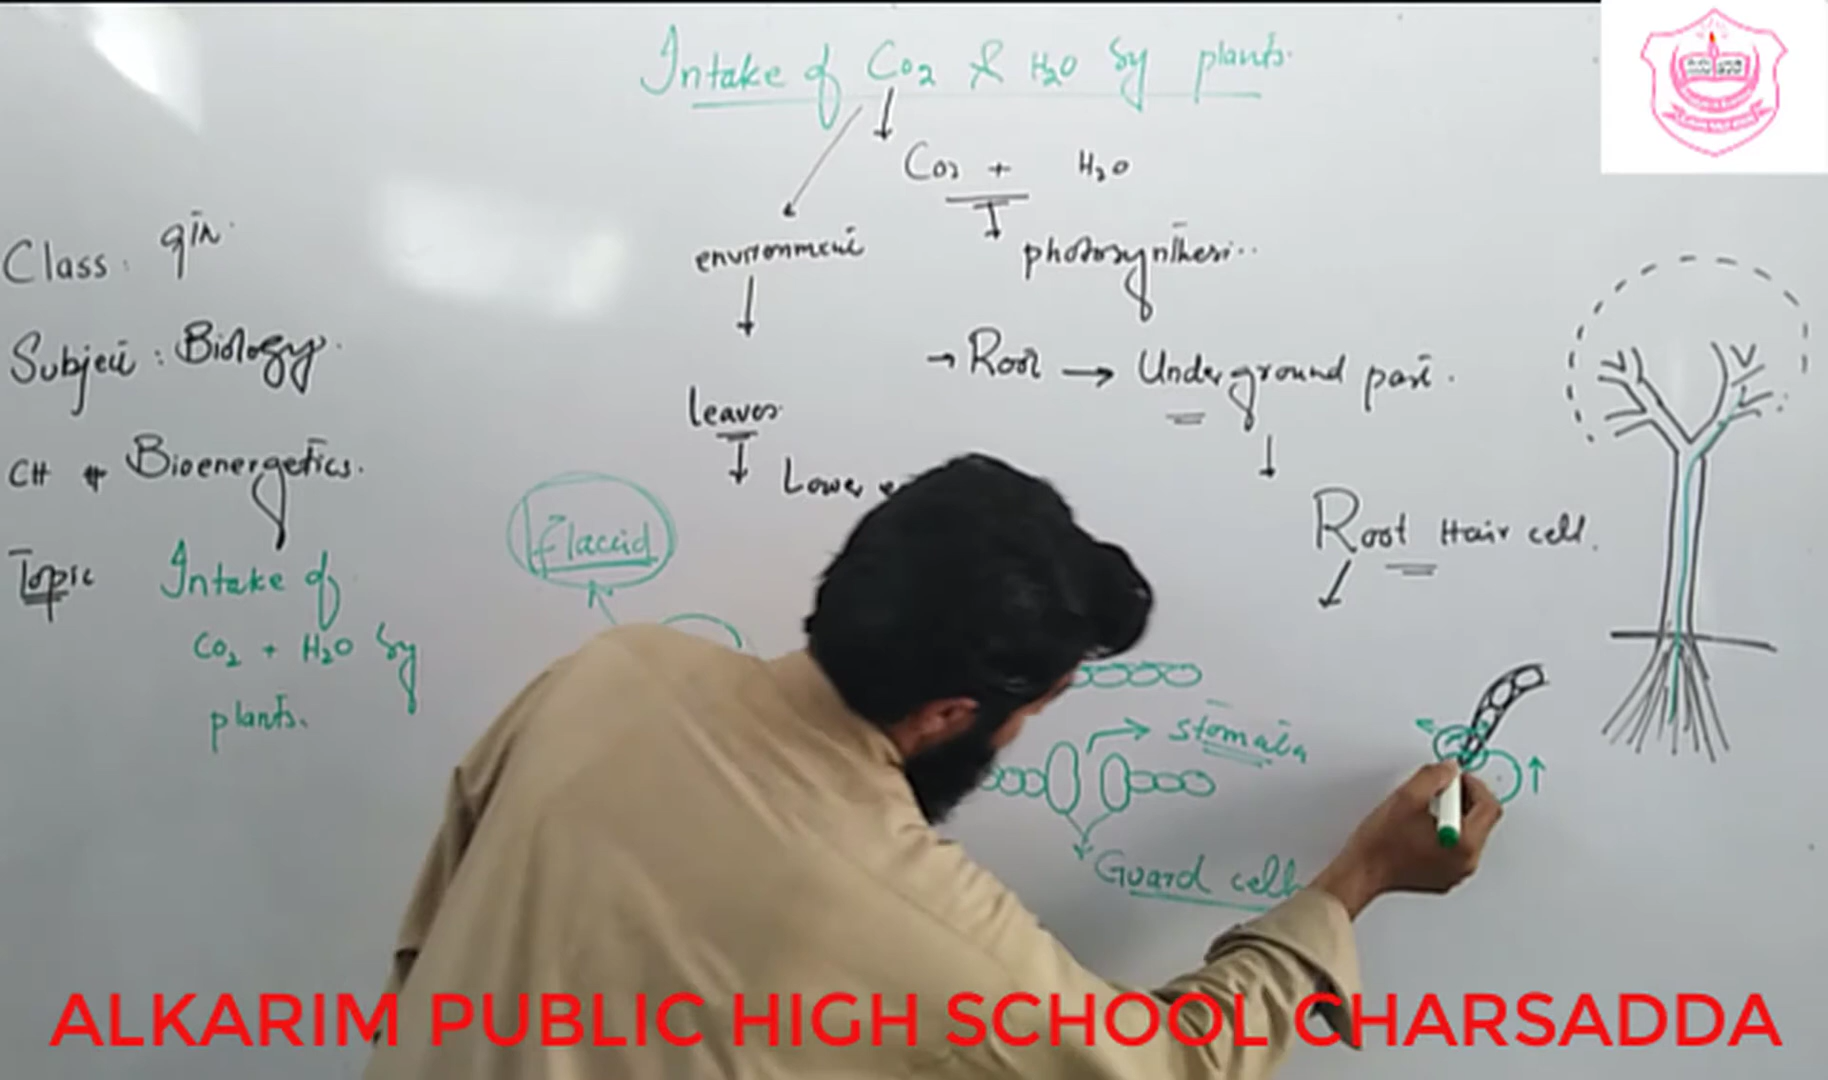 Intake of Co2 & H2O by plants.
Co2 + H2O
environment
photosynthesi..
Class: 9th.
Subject: Biology.
→ Root → Underground part.
leaves
CH # Bioenergetics.
Lower
Root Hair cell.
flaccid
Topic Intake of
Co2 + H2O by
plants.
stomata
Guard cells
ALKARIM PUBLIC HIGH SCHOOL CHARSADDA